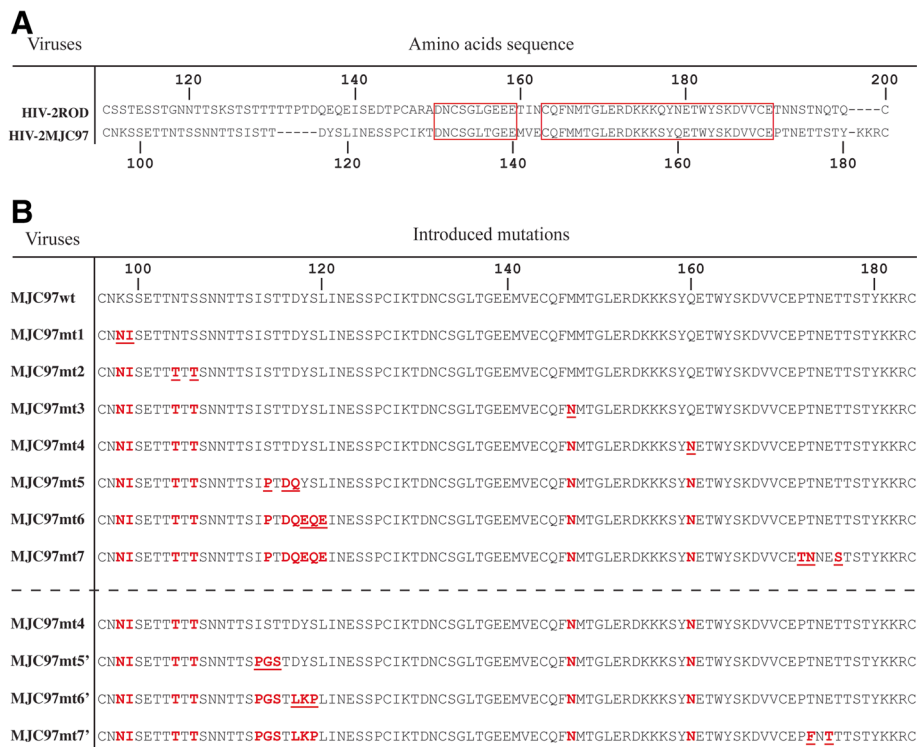 A
Viruses Amino acids sequence
120 140 160 180 200
HIV-2ROD CSSTESSTGNNTTSKSTSTTTTTPTDQEQEISEDTPCARADNCSGLGEEETINCQFNMTGLERDKKKQYNETWYSKDVVCETNNSTNQTQ----C
HIV-2MJC97 CNKSSETTNTSSNNTTSISTT-----DYSLINESSPCIKTDNCSGLTGEEMVECQFMMTGLERDKKKSYQETWYSKDVVCEPTNETTSTY-KKRC
100 120 140 160 180
B
Viruses Introduced mutations
100 120 140 160 180
MJC97wt CNKSSETTNTSSNNTTSISTTDYSLINESSPCIKTDNCSGLTGEEMVECQFMMTGLERDKKKSYQETWYSKDVVCEPTNETTSTYKKRC
MJC97mt1 CNNISETTNTSSNNTTSISTTDYSLINESSPCIKTDNCSGLTGEEMVECQFMMTGLERDKKKSYQETWYSKDVVCEPTNETTSTYKKRC
MJC97mt2 CNNISETTTTTSNNTTSISTTDYSLINESSPCIKTDNCSGLTGEEMVECQFMMTGLERDKKKSYQETWYSKDVVCEPTNETTSTYKKRC
MJC97mt3 CNNISETTTTTSNNTTSISTTDYSLINESSPCIKTDNCSGLTGEEMVECQFNMTGLERDKKKSYQETWYSKDVVCEPTNETTSTYKKRC
MJC97mt4 CNNISETTTTTSNNTTSISTTDYSLINESSPCIKTDNCSGLTGEEMVECQFNMTGLERDKKKSYNETWYSKDVVCEPTNETTSTYKKRC
MJC97mt5 CNNISETTTTTSNNTTSIPTDQYSLINESSPCIKTDNCSGLTGEEMVECQFNMTGLERDKKKSYNETWYSKDVVCEPTNETTSTYKKRC
MJC97mt6 CNNISETTTTTSNNTTSIPTDQEQEINESSPCIKTDNCSGLTGEEMVECQFNMTGLERDKKKSYNETWYSKDVVCEPTNETTSTYKKRC
MJC97mt7 CNNISETTTTTSNNTTSIPTDQEQEINESSPCIKTDNCSGLTGEEMVECQFNMTGLERDKKKSYNETWYSKDVVCETNNESTSTYKKRC
MJC97mt4 CNNISETTTTTSNNTTSISTTDYSLINESSPCIKTDNCSGLTGEEMVECQFNMTGLERDKKKSYNETWYSKDVVCEPTNETTSTYKKRC
MJC97mt5’ CNNISETTTTTSNNTTSPGSTDYSLINESSPCIKTDNCSGLTGEEMVECQFNMTGLERDKKKSYNETWYSKDVVCEPTNETTSTYKKRC
MJC97mt6’ CNNISETTTTTSNNTTSPGSTLKPLINESSPCIKTDNCSGLTGEEMVECQFNMTGLERDKKKSYNETWYSKDVVCEPTNETTSTYKKRC
MJC97mt7’ CNNISETTTTTSNNTTSPGSTLKPLINESSPCIKTDNCSGLTGEEMVECQFNMTGLERDKKKSYNETWYSKDVVCEPFNTTTSTYKKRC